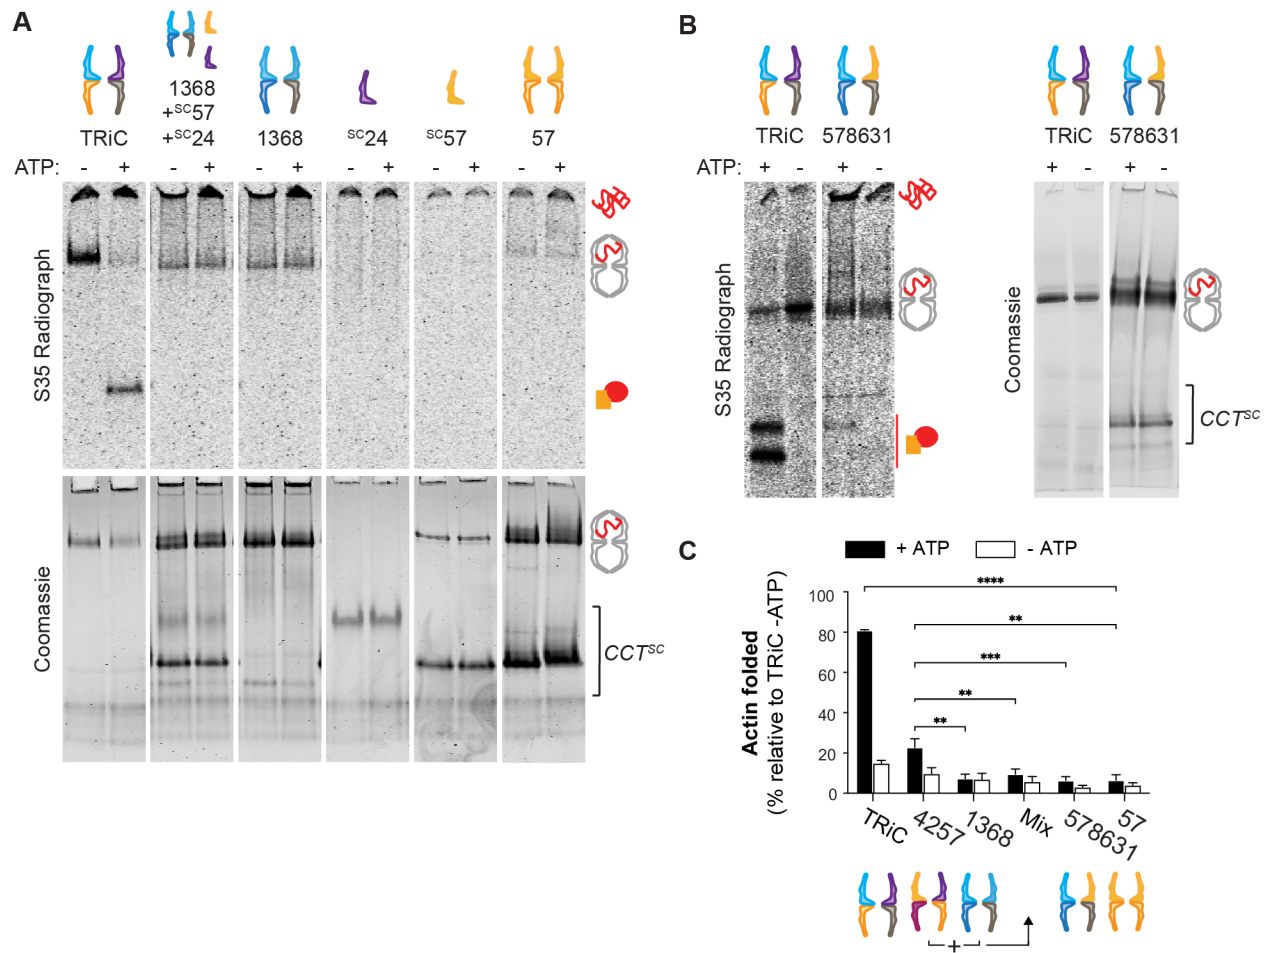 A
1368
+SC57
+SC24
TRiC
1368
SC24
SC57
57
ATP:
-
+
-
+
-
+
-
+
-
+
-
+
S35 Radiograph
Coomassie
CCTSC
B
TRiC
578631
TRiC
578631
ATP:
+
-
+
-
+
-
+
-
S35 Radiograph
Coomassie
CCTSC
C
+ ATP
- ATP
Actin folded
(% relative to TRiC -ATP)
100
80
60
40
20
0
****
**
***
**
**
TRiC
4257
1368
Mix
578631
57
+